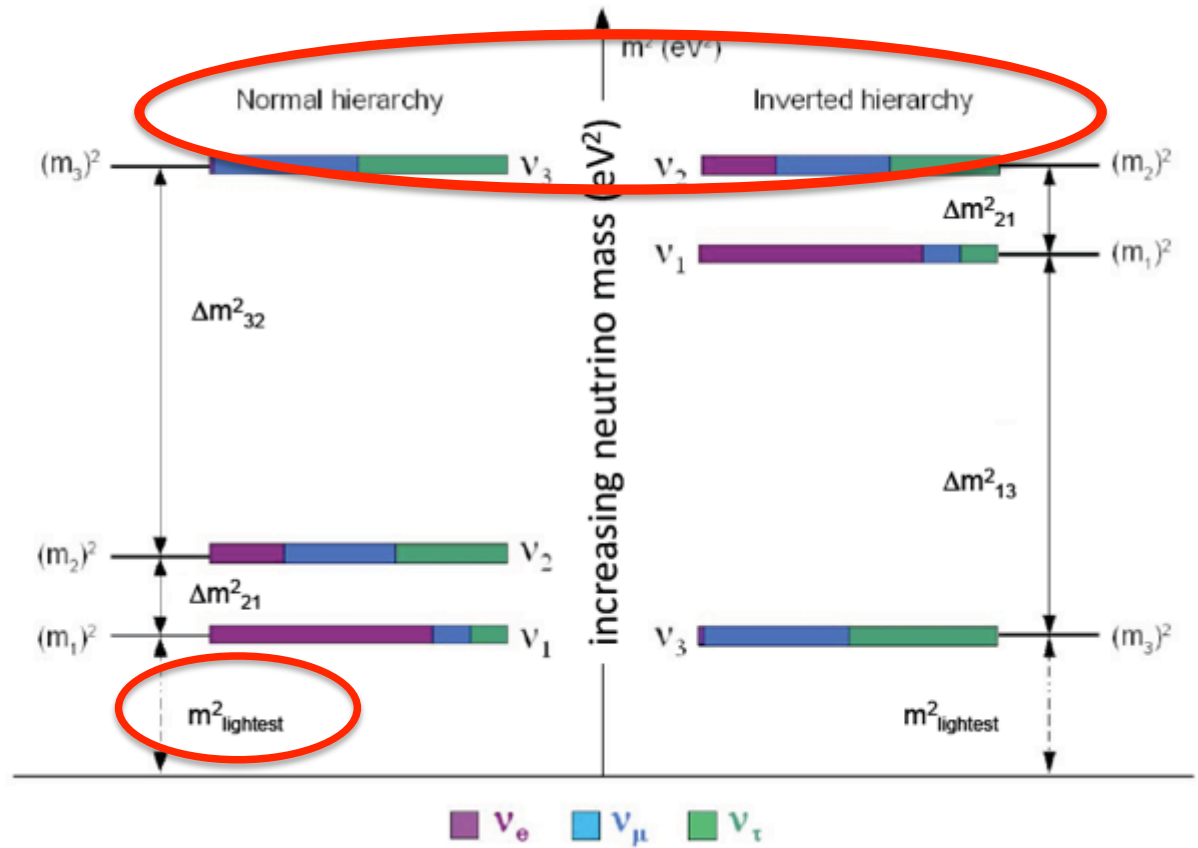 m² (eV²)
Normal hierarchy
Inverted hierarchy
(m₃)²
ν₃
ν₂
(m₂)²
Δm²₂₁
ν₁
(m₁)²
Δm²₃₂
increasing neutrino mass (eV²)
Δm²₁₃
(m₂)²
ν₂
Δm²₂₁
(m₁)²
ν₁
ν₃
(m₃)²
m²lightest
m²lightest
νe νμ ντ